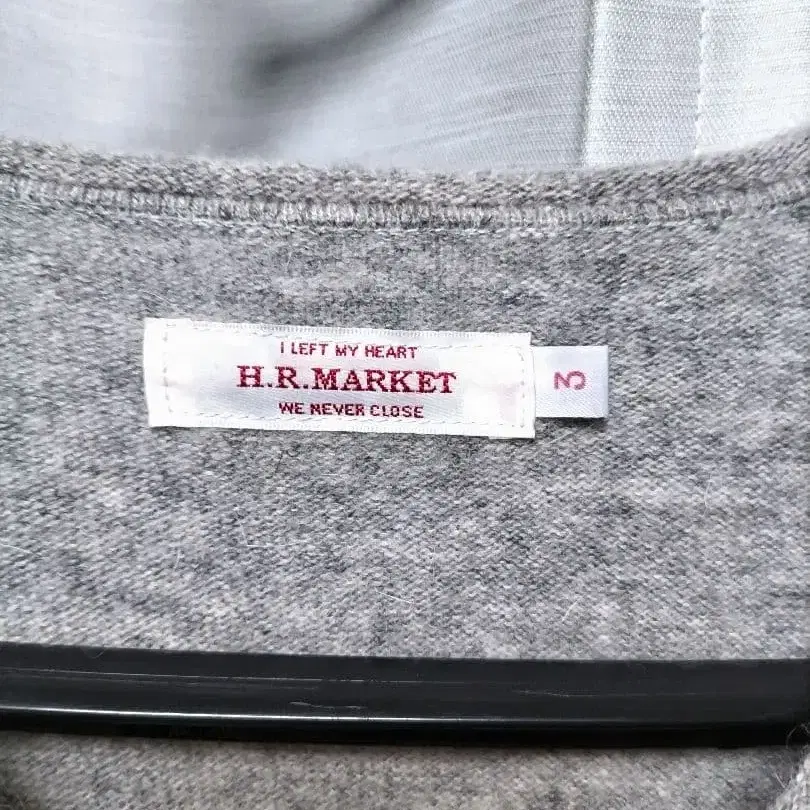 I LEFT MY HEART
H.R.MARKET
WE NEVER CLOSE
3